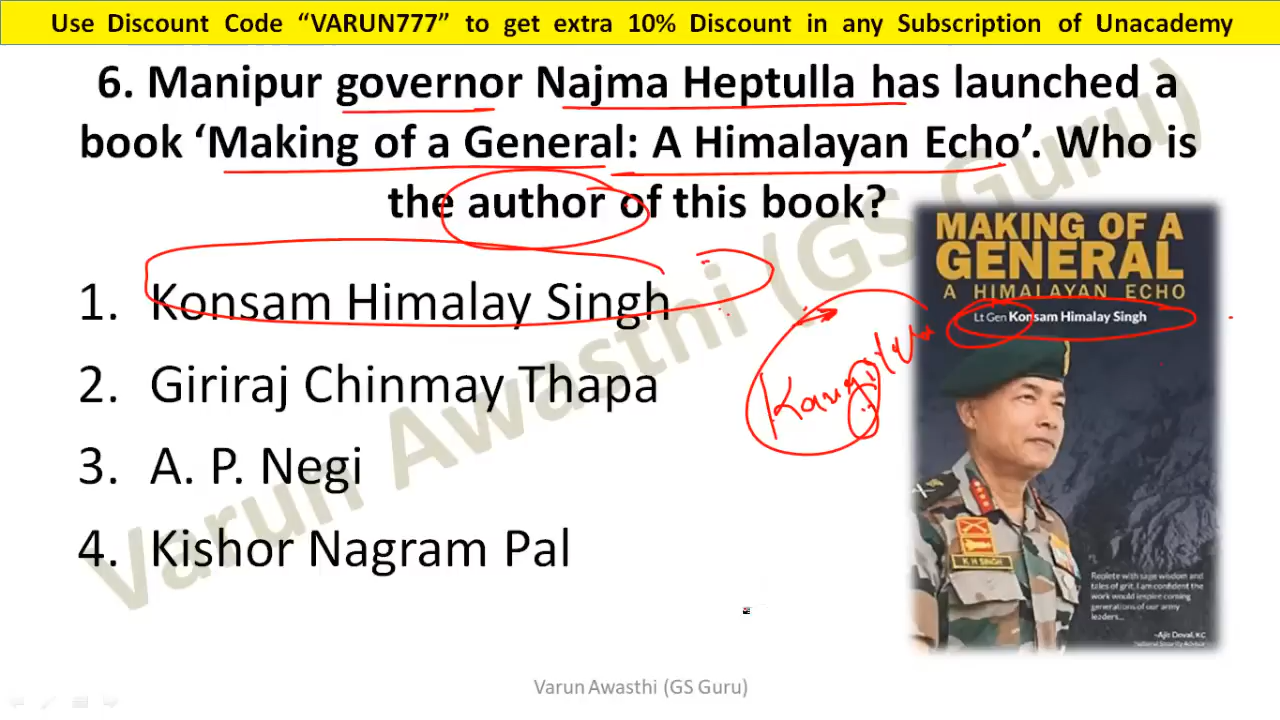 Use Discount Code “VARUN777” to get extra 10% Discount in any Subscription of Unacademy
6. Manipur governor Najma Heptulla has launched a
book ‘Making of a General: A Himalayan Echo’. Who is
the author of this book?
1. Konsam Himalay Singh
2. Giriraj Chinmay Thapa
3. A. P. Negi
4. Kishor Nagram Pal
MAKING OF A
GENERAL
A HIMALAYAN ECHO
Lt Gen Konsam Himalay Singh
K H SINGH
Replete with sage wisdom and
tales of grit. I am confident the
work would inspire coming
generations of our army
leaders...
-Ajit Doval, KC
National Security Advisor
Varun Awasthi (GS Guru)
Varun Awasthi (GS Guru)